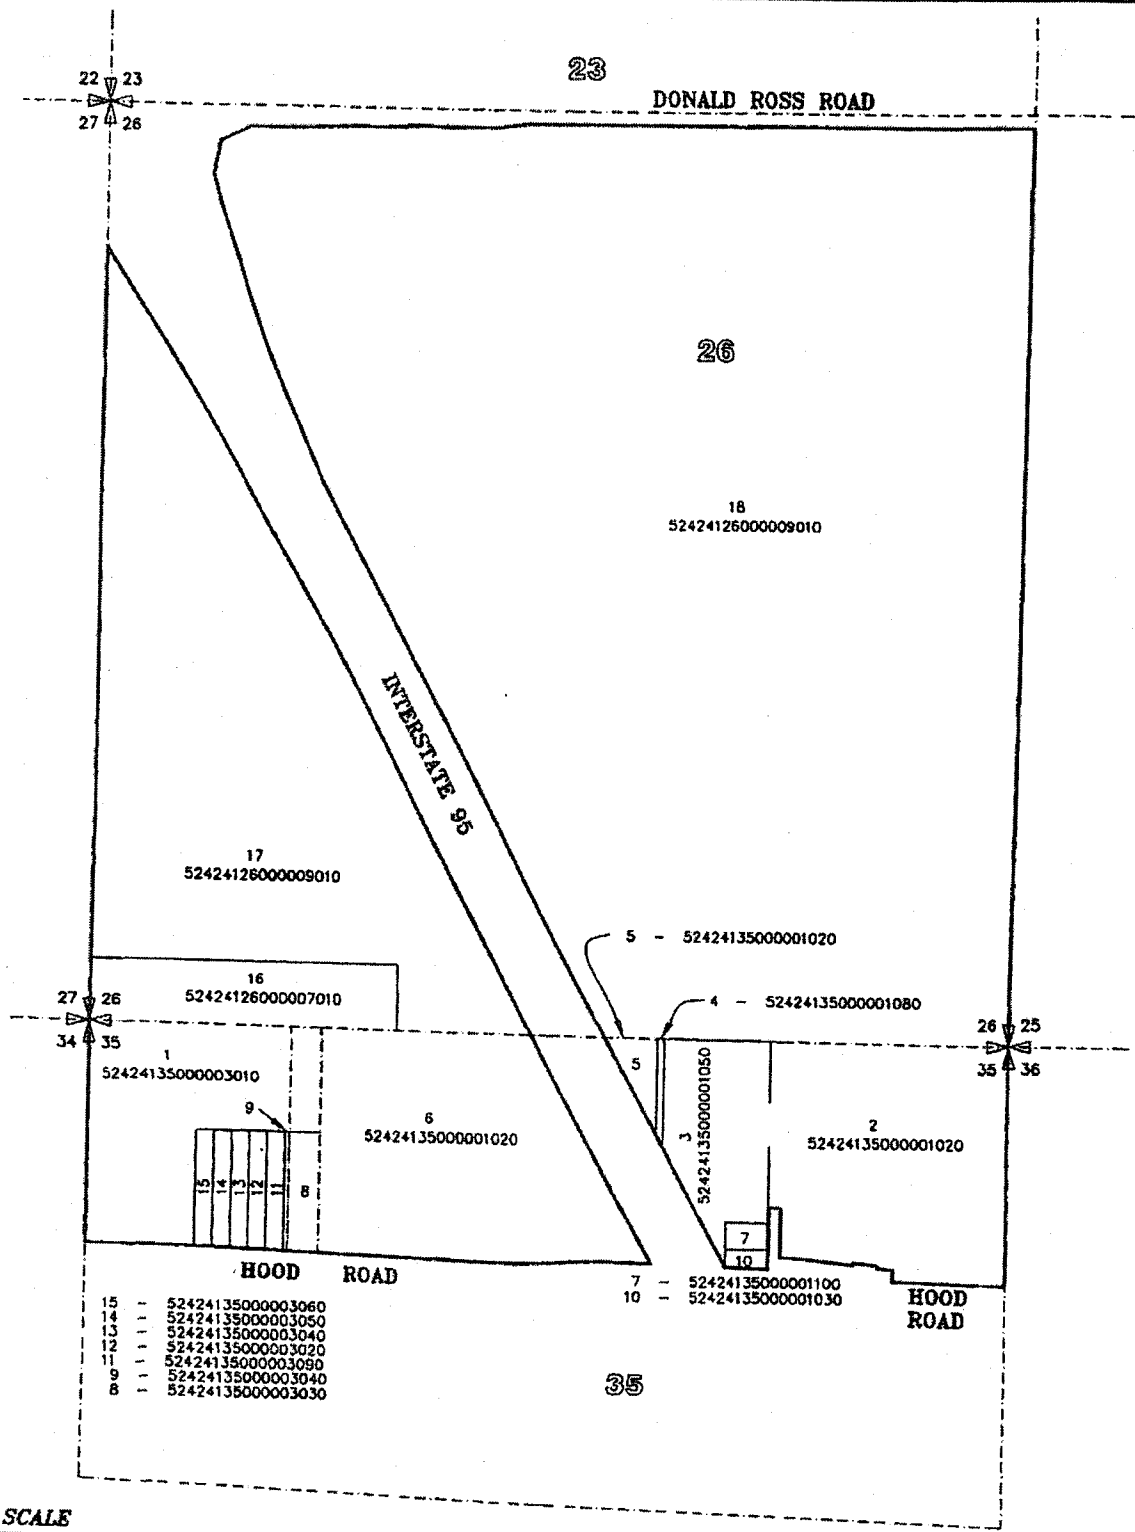 23
DONALD ROSS ROAD
22 23
27 26
26
18
52424126000009010
INTERSTATE 95
17
52424126000009010
5 - 52424135000001020
16
52424126000007010
4 - 52424135000001080
27 26
34 35
26 25
35 36
1
52424135000003010
5
3
52424135000001050
9
6
52424135000001020
2
52424135000001020
15
14
13
12
11
8
7
10
HOOD ROAD
7 - 52424135000001100
10 - 52424135000001030
HOOD
ROAD
15 - 52424135000003060
14 - 52424135000003050
13 - 52424135000003040
12 - 52424135000003020
11 - 52424135000003090
9 - 52424135000003040
8 - 52424135000003030
35
SCALE